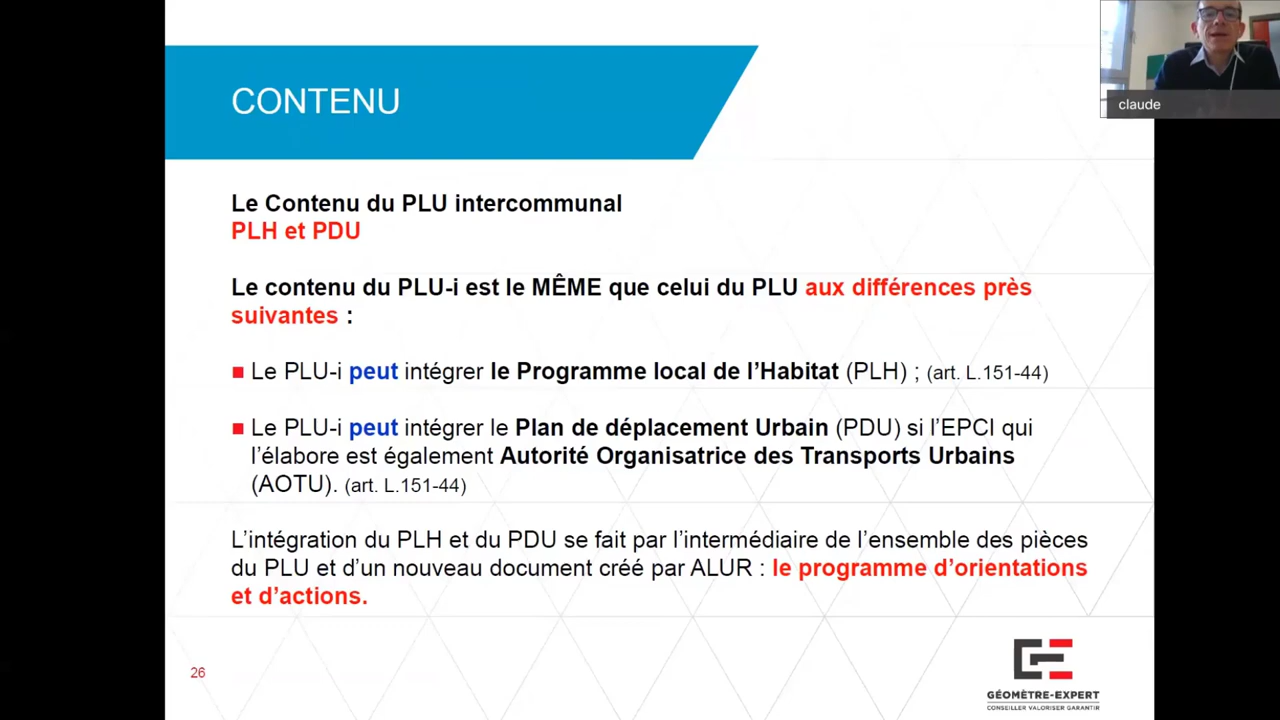 CONTENU
claude
Le Contenu du PLU intercommunal
PLH et PDU
Le contenu du PLU-i est le MÊME que celui du PLU aux différences près
suivantes :
Le PLU-i peut intégrer le Programme local de l’Habitat (PLH) ; (art. L.151-44)
Le PLU-i peut intégrer le Plan de déplacement Urbain (PDU) si l’EPCI qui
l’élabore est également Autorité Organisatrice des Transports Urbains
(AOTU). (art. L.151-44)
L’intégration du PLH et du PDU se fait par l’intermédiaire de l’ensemble des pièces
du PLU et d’un nouveau document créé par ALUR : le programme d’orientations
et d’actions.
26
GE
GÉOMÈTRE-EXPERT
CONSEILLER VALORISER GARANTIR